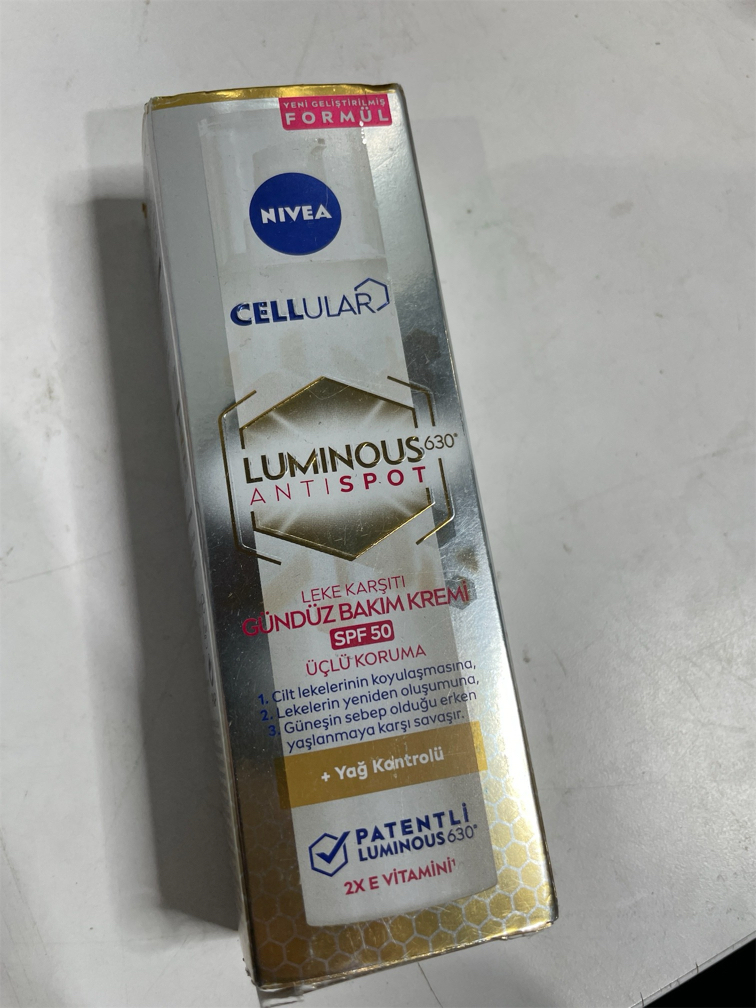 YENİ GELİŞTİRİLMİŞ
FORMÜL
NIVEA
CELLULAR
LUMINOUS630®
ANTISPOT
LEKE KARŞITI
GÜNDÜZ BAKIM KREMİ
SPF 50
ÜÇLÜ KORUMA
1. Cilt lekelerinin koyulaşmasına,
2. Lekelerin yeniden oluşumuna,
3. Güneşin sebep olduğu erken
yaşlanmaya karşı savaşır.
+ Yağ Kontrolü
PATENTLİ
LUMINOUS630®
2X E VİTAMİNİ¹